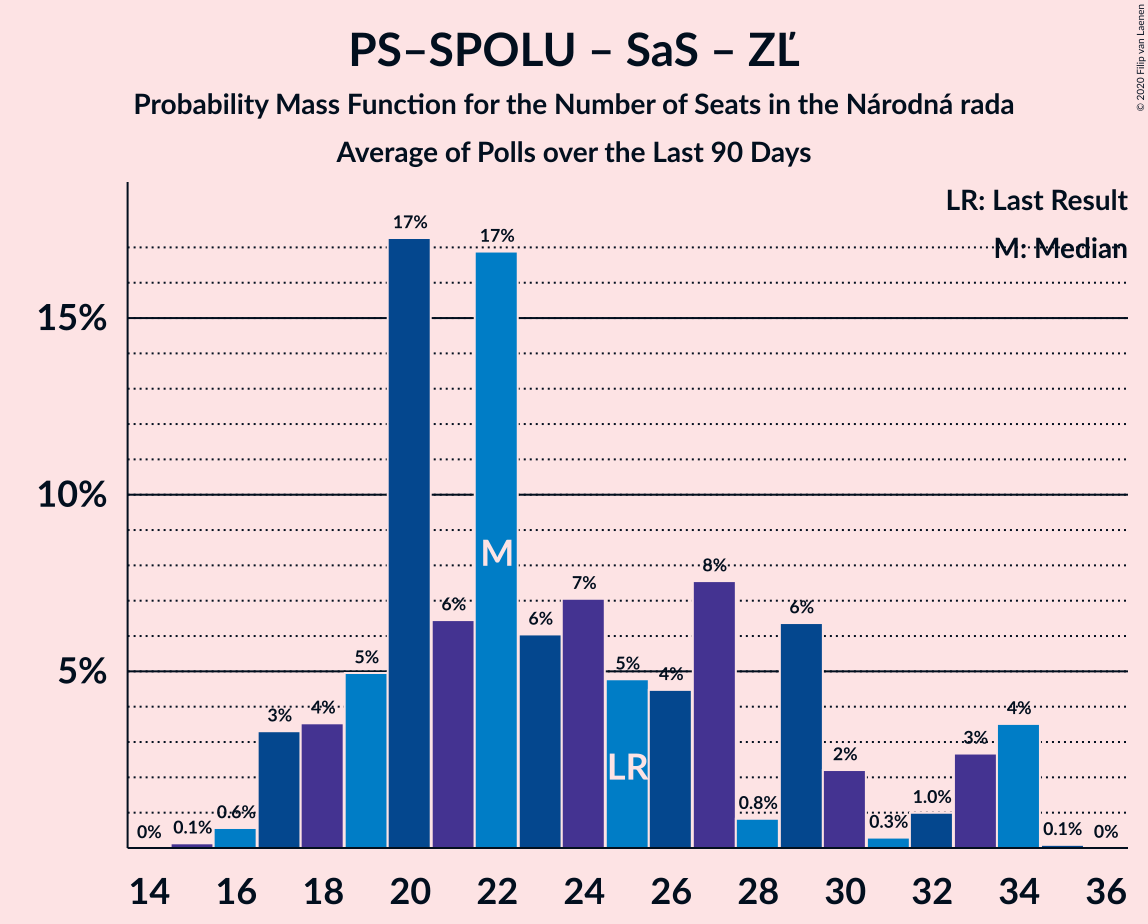 PS–SPOLU – SaS – ZĽ
Probability Mass Function for the Number of Seats in the Národná rada
Average of Polls over the Last 90 Days
© 2020 Filip van Laenen
LR: Last Result
M: Median
15%
10%
5%
0%
0.1%
0.6%
3%
4%
5%
17%
6%
17%
6%
7%
5%
4%
8%
0.8%
6%
2%
0.3%
1.0%
3%
4%
0.1%
0%
M
LR
14 16 18 20 22 24 26 28 30 32 34 36